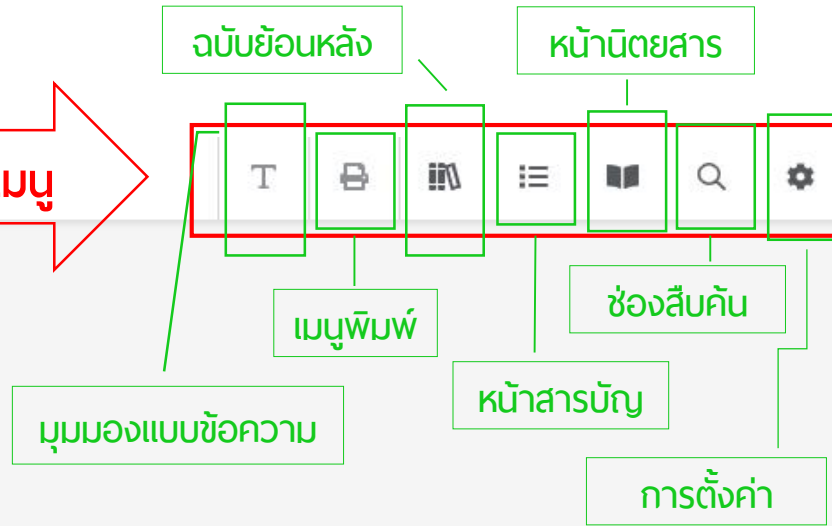 ฉบับย้อนหลัง
หน้านิตยสาร
มนู
T
เมนูพิมพ์
ช่องสืบค้น
หน้าสารบัญ
มุมมองแบบข้อความ
การตั้งค่า